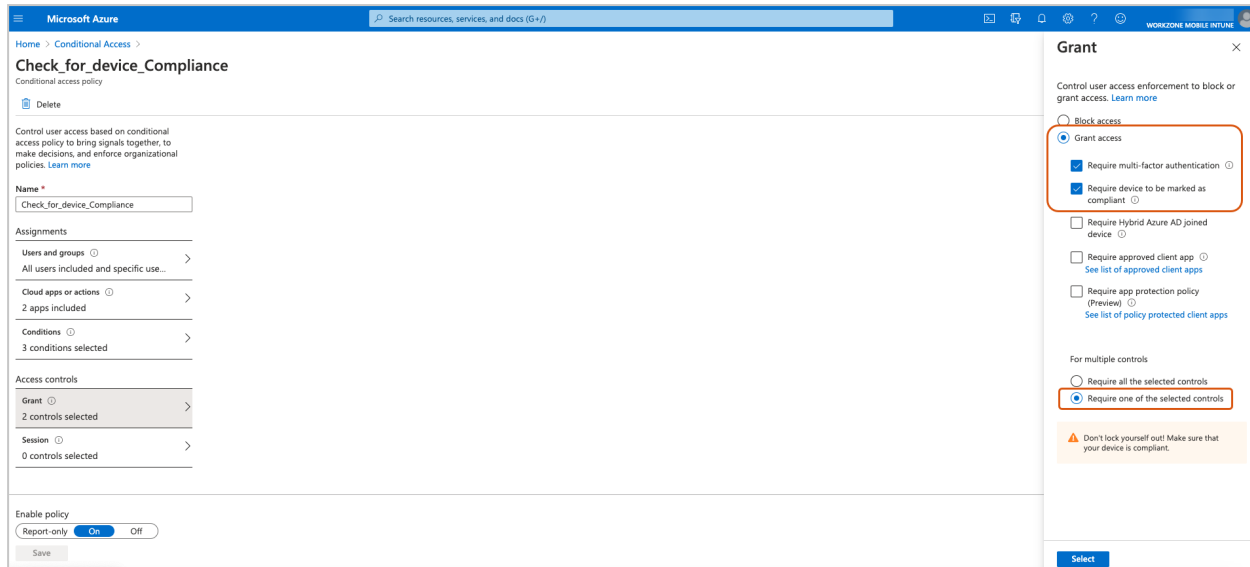 Microsoft Azure
Search resources, services, and docs (G+/)
WORKZONE MOBILE INTUNE
Home > Conditional Access >
Check_for_device_Compliance
Conditional access policy
Delete
Control user access based on conditional
access policy to bring signals together, to
make decisions, and enforce organizational
policies. Learn more
Name *
Check_for_device_Compliance
Assignments
Users and groups
All users included and specific use...
Cloud apps or actions
2 apps included
Conditions
3 conditions selected
Access controls
Grant
2 controls selected
Session
0 controls selected
Enable policy
Report-only On Off
Save
Grant
Control user access enforcement to block or
grant access. Learn more
Block access
Grant access
Require multi-factor authentication
Require device to be marked as
compliant
Require Hybrid Azure AD joined
device
Require approved client app
See list of approved client apps
Require app protection policy
(Preview)
See list of policy protected client apps
For multiple controls
Require all the selected controls
Require one of the selected controls
Don't lock yourself out! Make sure that
your device is compliant.
Select